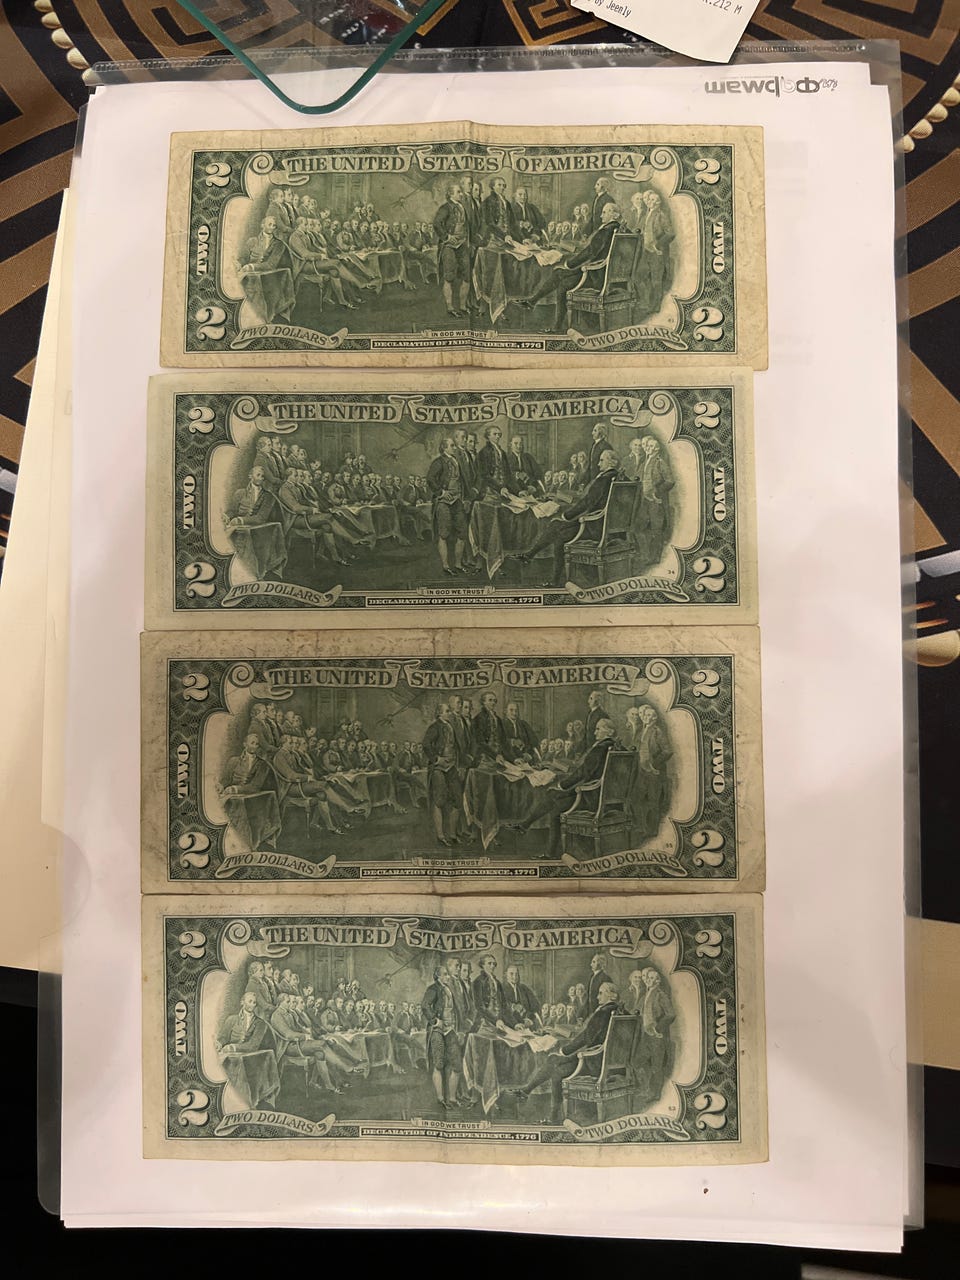 .212 M
by Jeenly
THE UNITED STATES OF AMERICA
2 2
TWO TWO
2 2
TWO DOLLARS IN GOD WE TRUST TWO DOLLARS
DECLARATION OF INDEPENDENCE, 1776
THE UNITED STATES OF AMERICA
2 2
TWO TWO
34
2 2
TWO DOLLARS IN GOD WE TRUST TWO DOLLARS
DECLARATION OF INDEPENDENCE, 1776
THE UNITED STATES OF AMERICA
2 2
TWO TWO
2 2
TWO DOLLARS IN GOD WE TRUST TWO DOLLARS
DECLARATION OF INDEPENDENCE, 1776
THE UNITED STATES OF AMERICA
2 2
TWO TWO
2 2
TWO DOLLARS IN GOD WE TRUST TWO DOLLARS
DECLARATION OF INDEPENDENCE, 1776